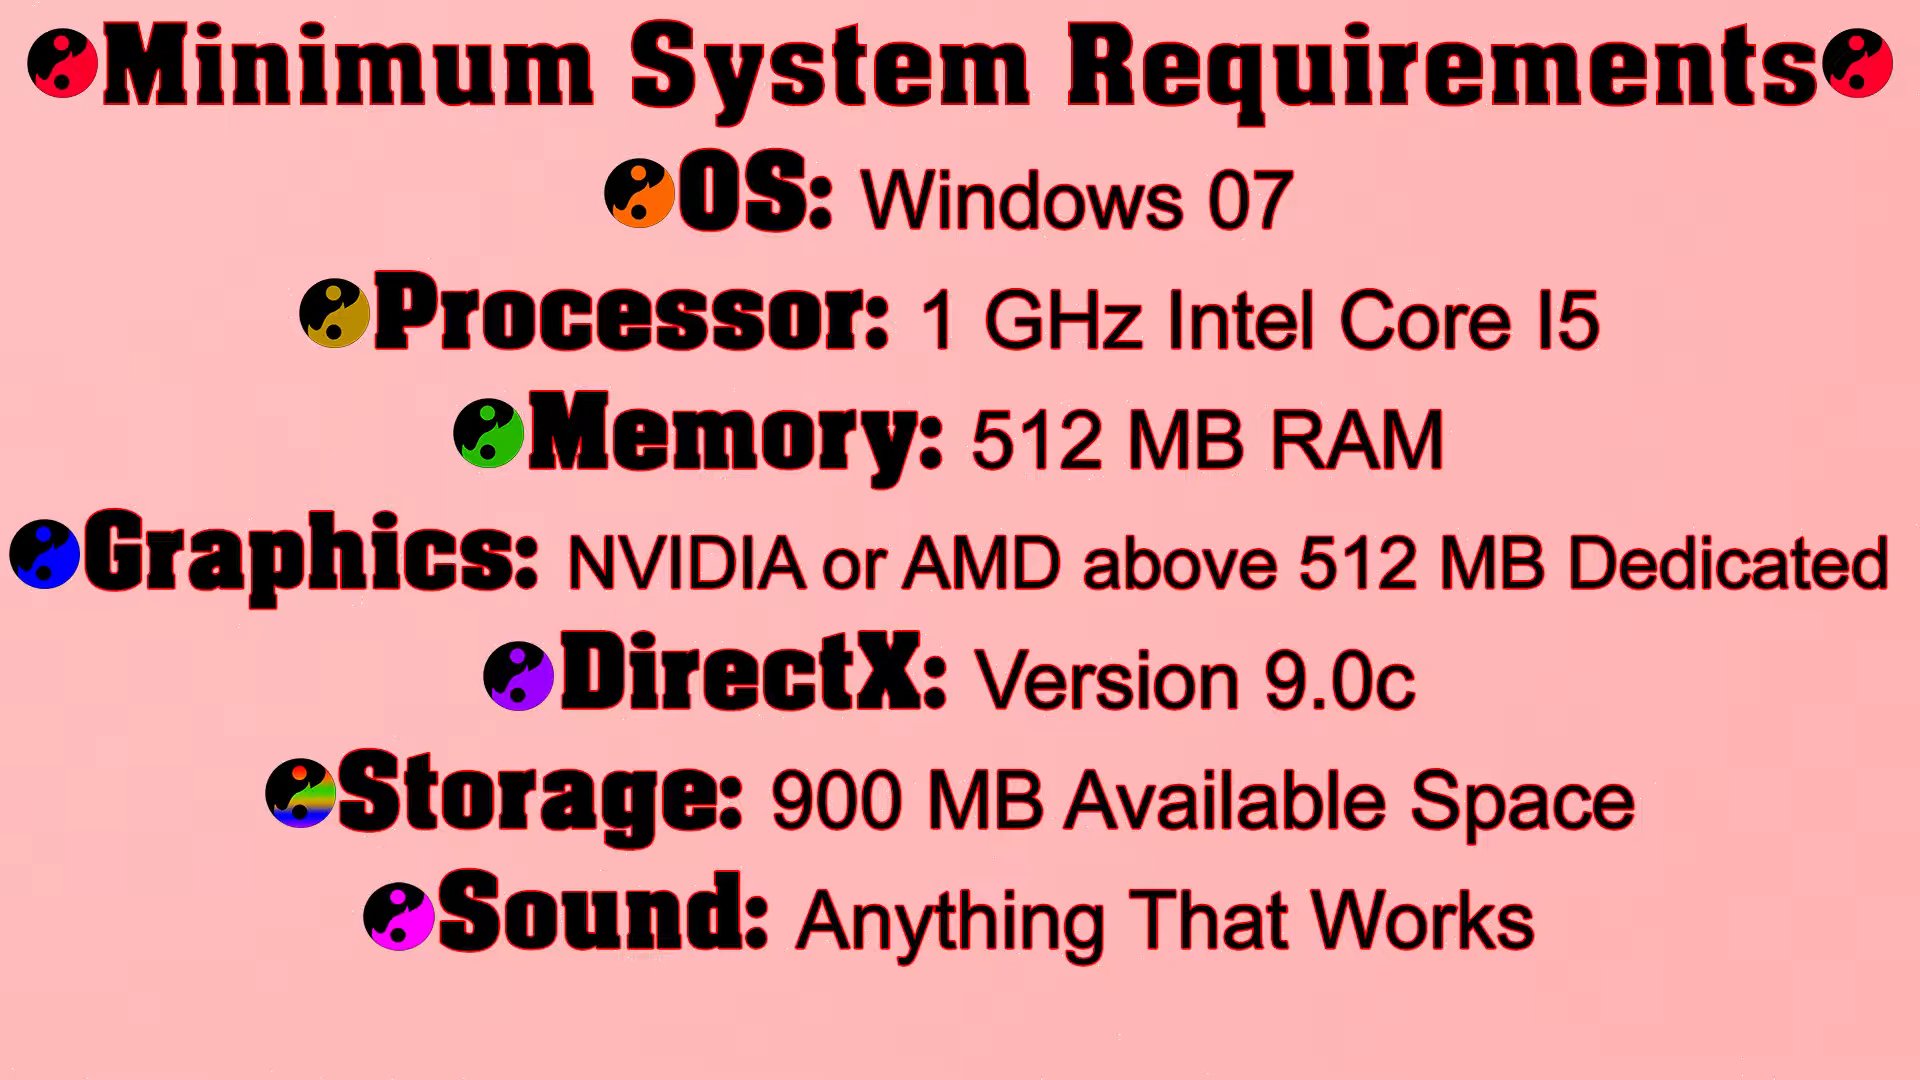 Minimum System Requirements
OS: Windows 07
Processor: 1 GHz Intel Core I5
Memory: 512 MB RAM
Graphics: NVIDIA or AMD above 512 MB Dedicated
DirectX: Version 9.0c
Storage: 900 MB Available Space
Sound: Anything That Works